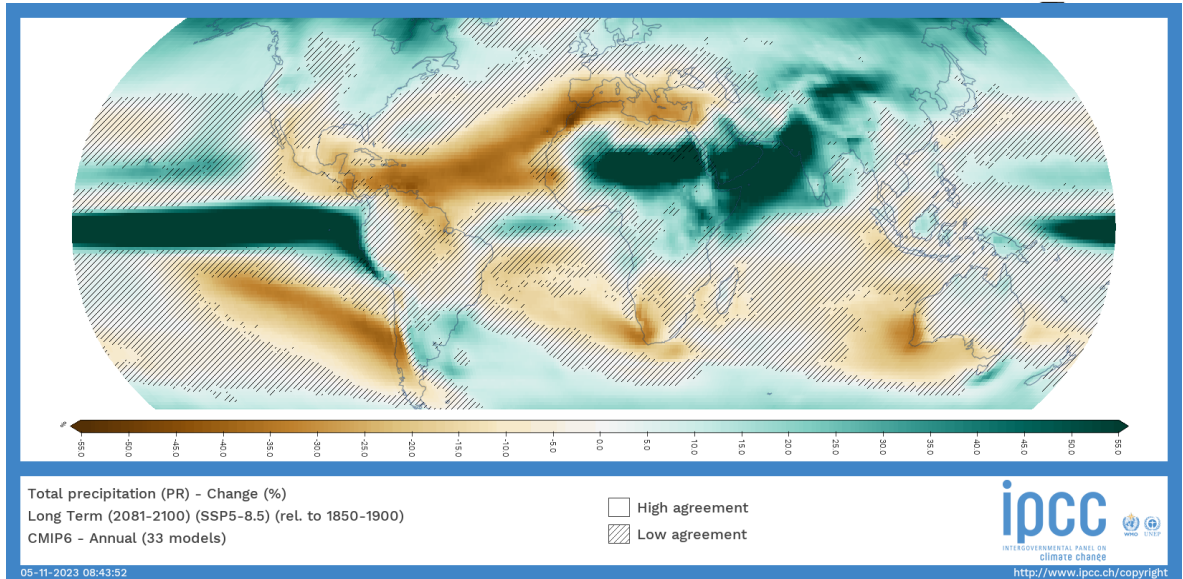 %
-55.0 -50.0 -45.0 -40.0 -35.0 -30.0 -25.0 -20.0 -15.0 -10.0 -5.0 0.0 5.0 10.0 15.0 20.0 25.0 30.0 35.0 40.0 45.0 50.0 55.0
Total precipitation (PR) - Change (%)
Long Term (2081-2100) (SSP5-8.5) (rel. to 1850-1900)
CMIP6 - Annual (33 models)
High agreement
Low agreement
ipcc
INTERGOVERNMENTAL PANEL ON
climate change
WMO UNEP
05-11-2023 08:43:52
http://www.ipcc.ch/copyright